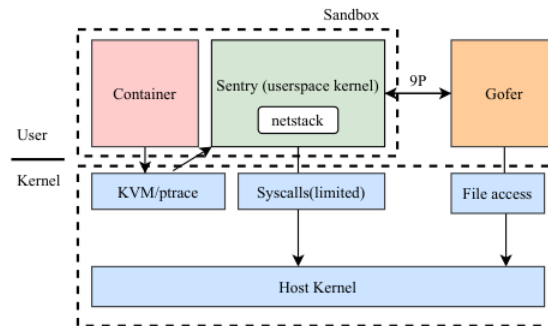 Sandbox
Container
Sentry (userspace kernel)
netstack
9P
Gofer
User
Kernel
KVM/ptrace
Syscalls(limited)
File access
Host Kernel